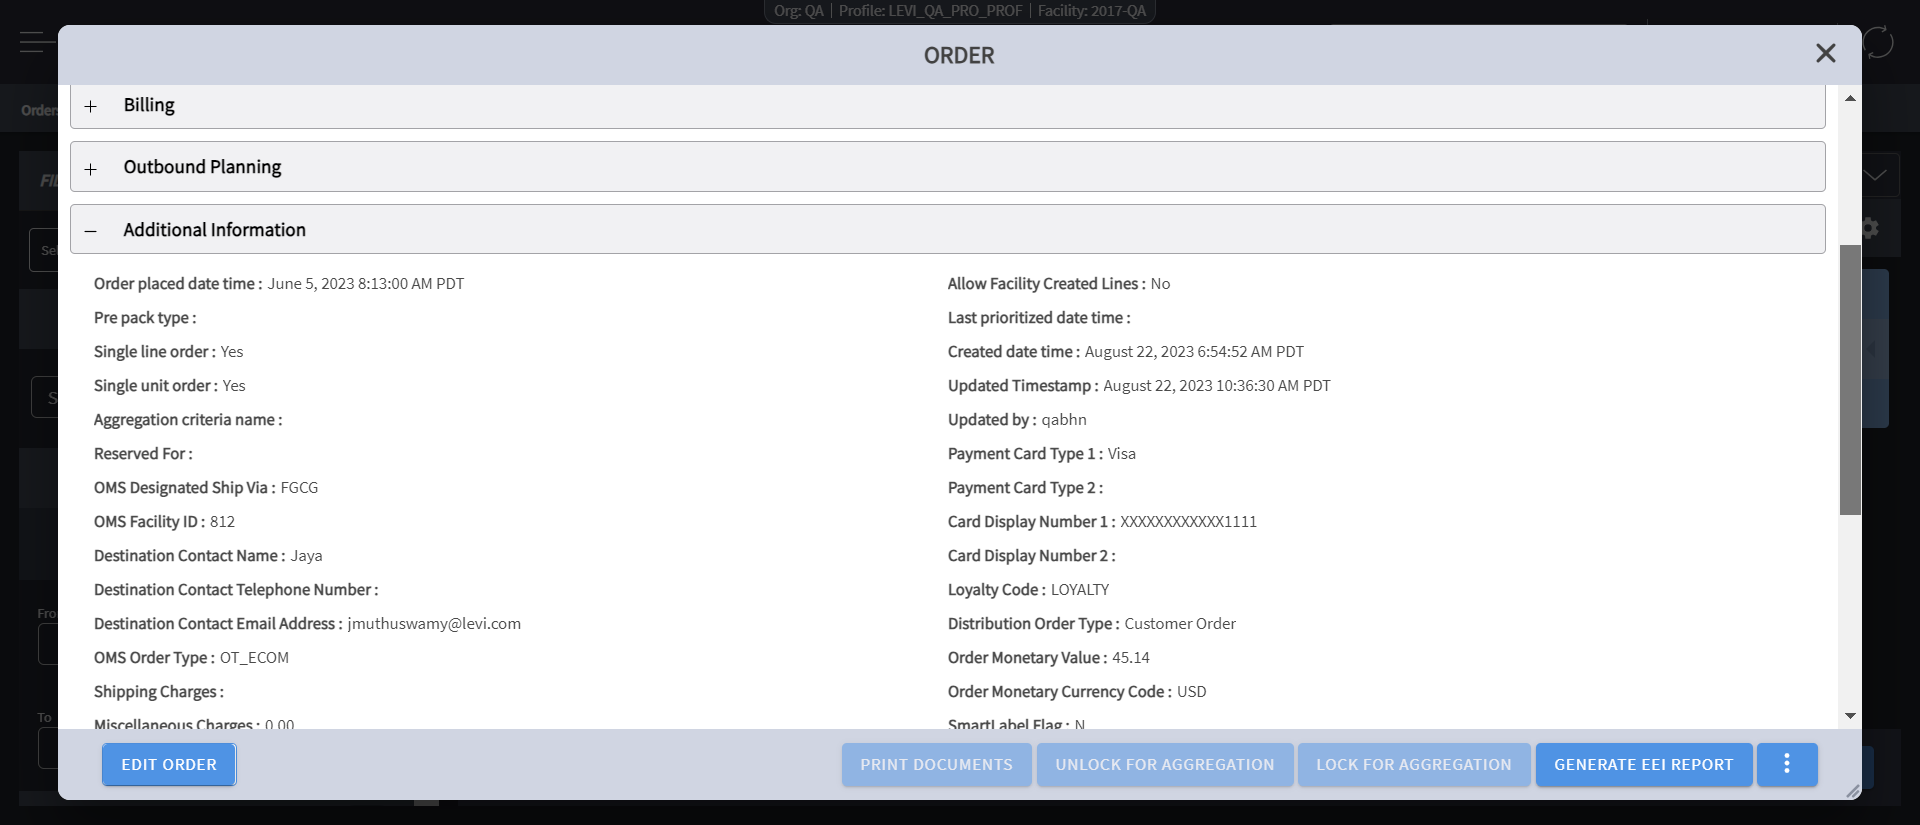 Org: QA | Profile: LEVI_QA_PRO_PROF | Facility: 2017-QA
ORDER
Billing
Outbound Planning
Additional Information
Order placed date time : June 5, 2023 8:13:00 AM PDT
Allow Facility Created Lines : No
Pre pack type :
Last prioritized date time :
Single line order : Yes
Created date time : August 22, 2023 6:54:52 AM PDT
Single unit order : Yes
Updated Timestamp : August 22, 2023 10:36:30 AM PDT
Aggregation criteria name :
Updated by : qabhn
Reserved For :
Payment Card Type 1 : Visa
OMS Designated Ship Via : FGCG
Payment Card Type 2 :
OMS Facility ID : 812
Card Display Number 1 : XXXXXXXXXXXX1111
Destination Contact Name : Jaya
Card Display Number 2 :
Destination Contact Telephone Number :
Loyalty Code : LOYALTY
Destination Contact Email Address : jmuthuswamy@levi.com
Distribution Order Type : Customer Order
OMS Order Type : OT_ECOM
Order Monetary Value : 45.14
Shipping Charges :
Order Monetary Currency Code : USD
Miscellaneous Charges : 0.00
SmartLabel Flag : N
To
EDIT ORDER
PRINT DOCUMENTS
UNLOCK FOR AGGREGATION
LOCK FOR AGGREGATION
GENERATE EEI REPORT